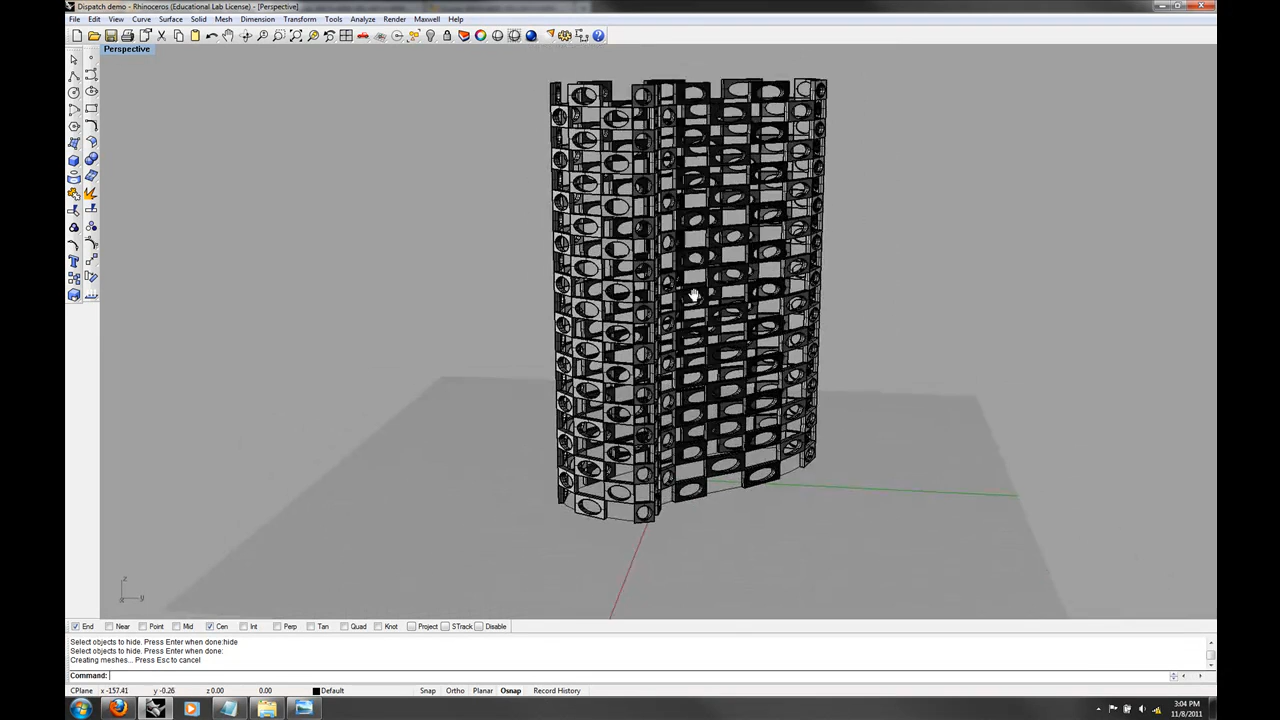 Dispatch demo - Rhinoceros (Educational Lab License) - [Perspective]
File Edit View Curve Surface Solid Mesh Dimension Transform Tools Analyze Render Maxwell Help
Perspective
z
y
x
End Near Point Mid Cen Int Perp Tan Quad Knot Project STrack Disable
Select objects to hide. Press Enter when done:hide
Select objects to hide. Press Enter when done:
Creating meshes... Press Esc to cancel
Command:
CPlane x -157.41 y -0.26 z 0.00 0.00 Default Snap Ortho Planar Osnap Record History
3:04 PM
11/8/2011